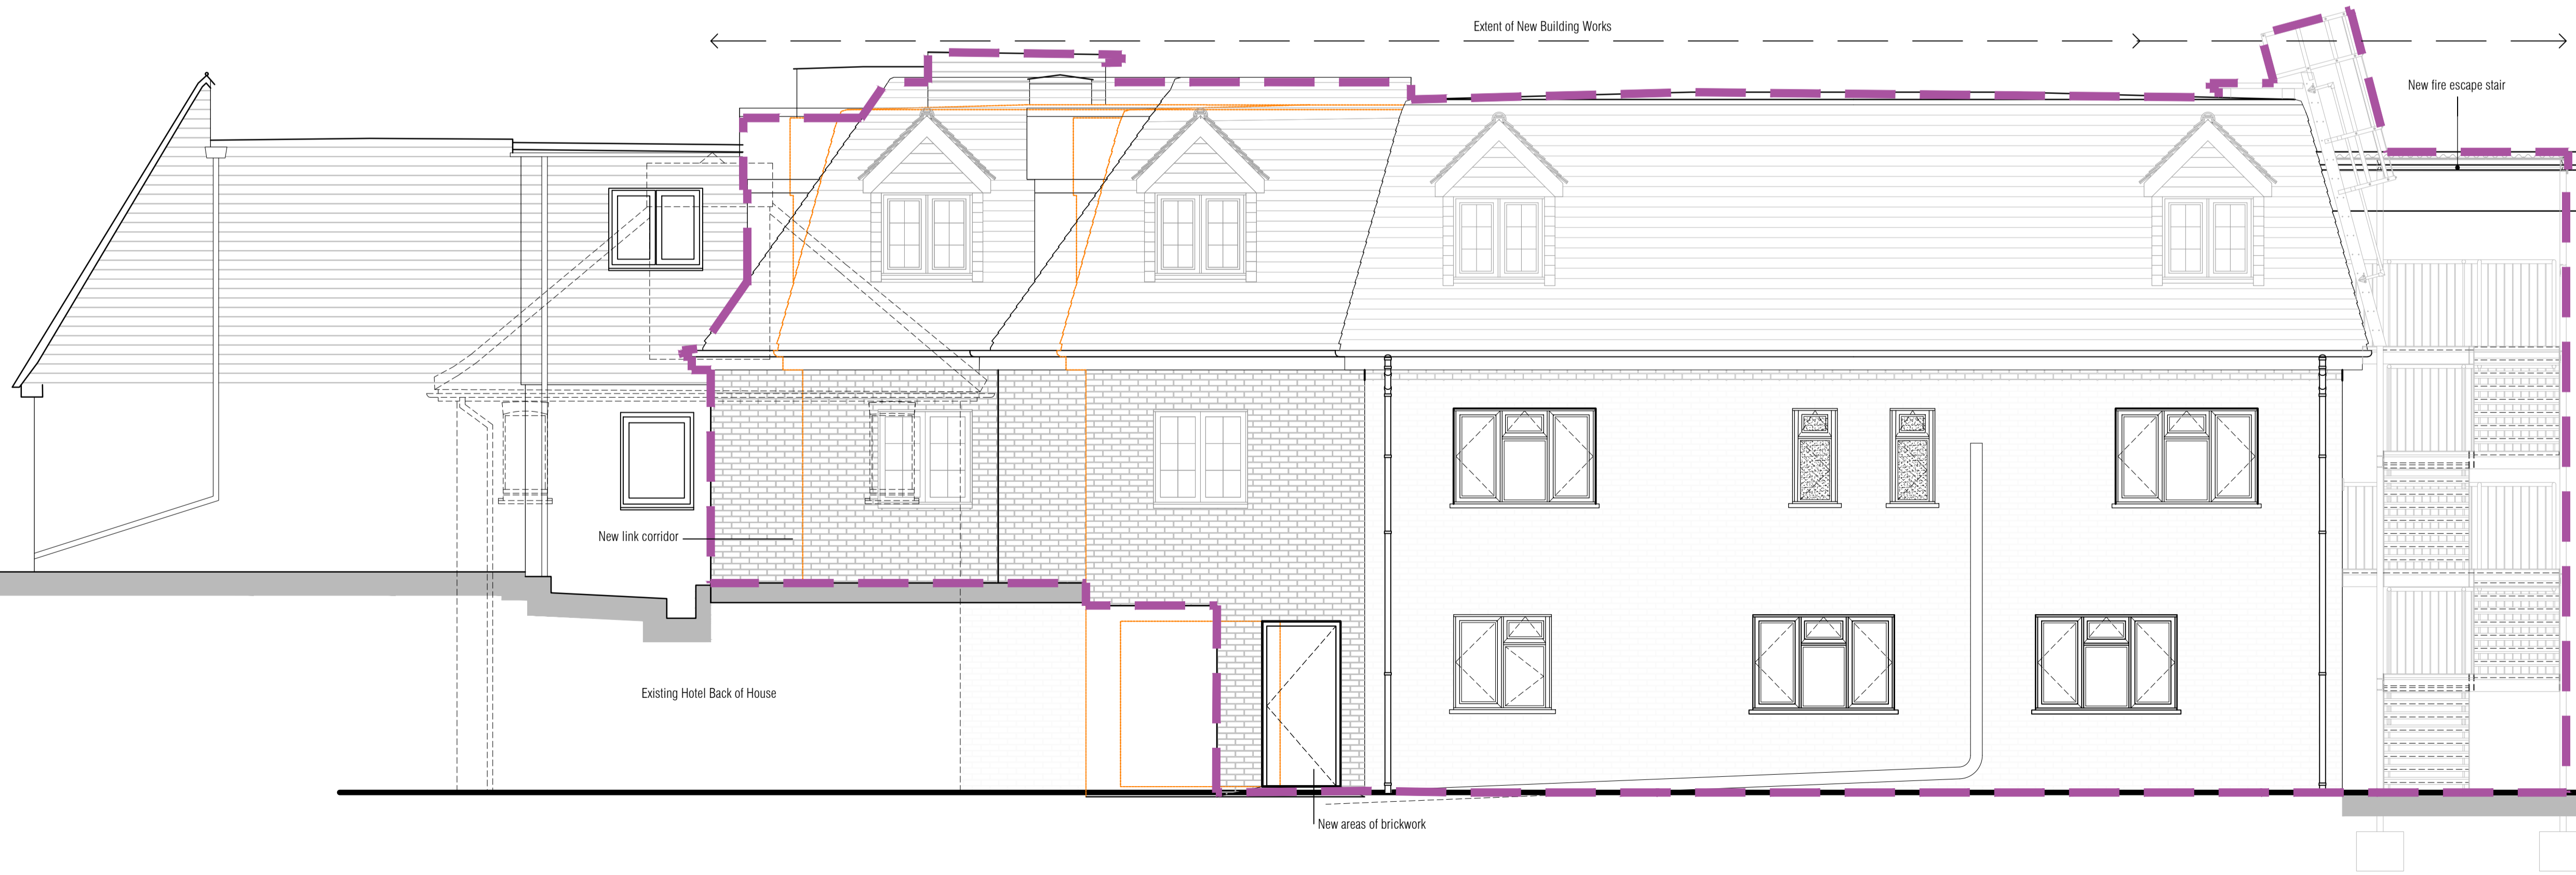 Extent of New Building Works
New fire escape stair
New link corridor
Existing Hotel Back of House
New areas of brickwork